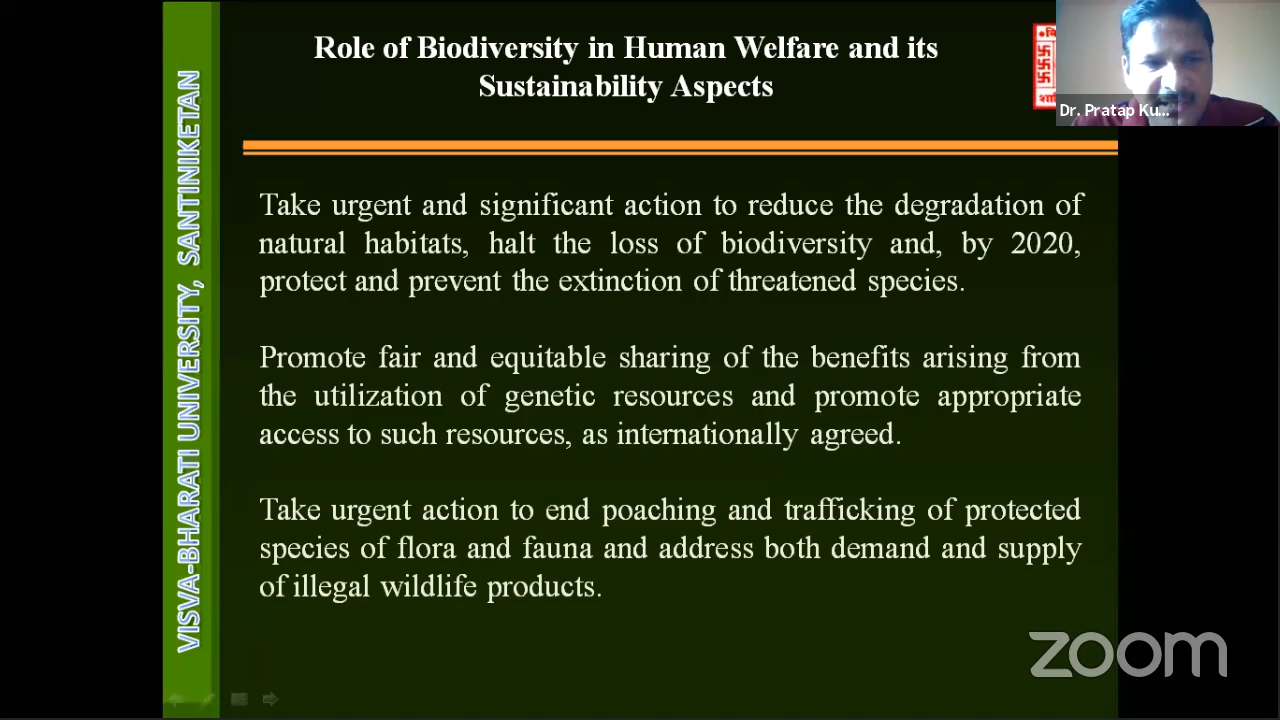 Role of Biodiversity in Human Welfare and its
Sustainability Aspects
Dr. Pratap Ku...
VISVA-BHARATI UNIVERSITY, SANTINIKETAN
Take urgent and significant action to reduce the degradation of
natural habitats, halt the loss of biodiversity and, by 2020,
protect and prevent the extinction of threatened species.
Promote fair and equitable sharing of the benefits arising from
the utilization of genetic resources and promote appropriate
access to such resources, as internationally agreed.
Take urgent action to end poaching and trafficking of protected
species of flora and fauna and address both demand and supply
of illegal wildlife products.
zoom